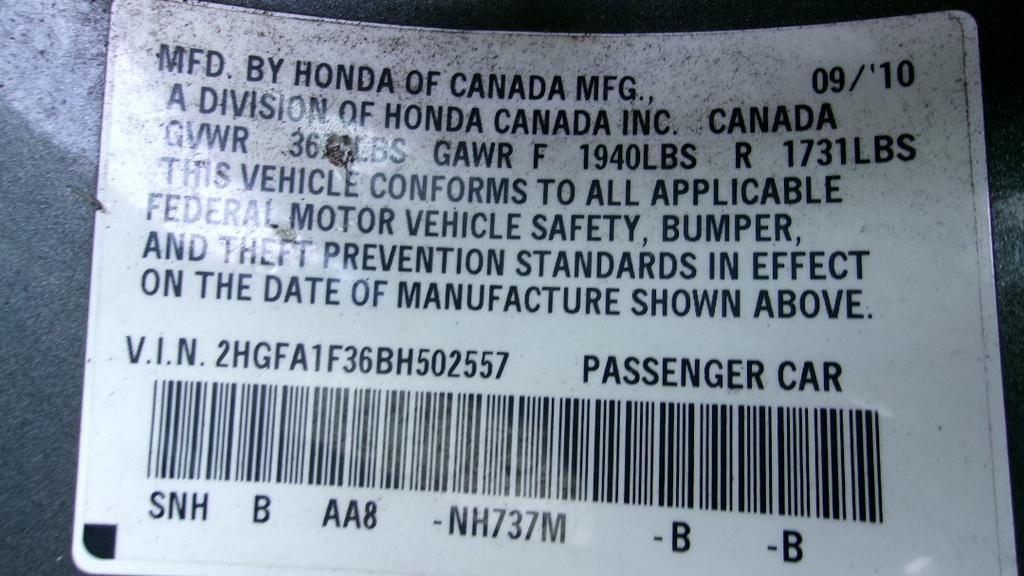 MFD. BY HONDA OF CANADA MFG., 09/'10
A DIVISION OF HONDA CANADA INC. CANADA
GVWR GAWR F 1940LBS R 1731LBS
THIS VEHICLE CONFORMS TO ALL APPLICABLE
FEDERAL MOTOR VEHICLE SAFETY, BUMPER,
AND THEFT PREVENTION STANDARDS IN EFFECT
ON THE DATE OF MANUFACTURE SHOWN ABOVE.
V.I.N. 2HGFA1F36BH502557 PASSENGER CAR
SNH B AA8 -NH737M -B -B